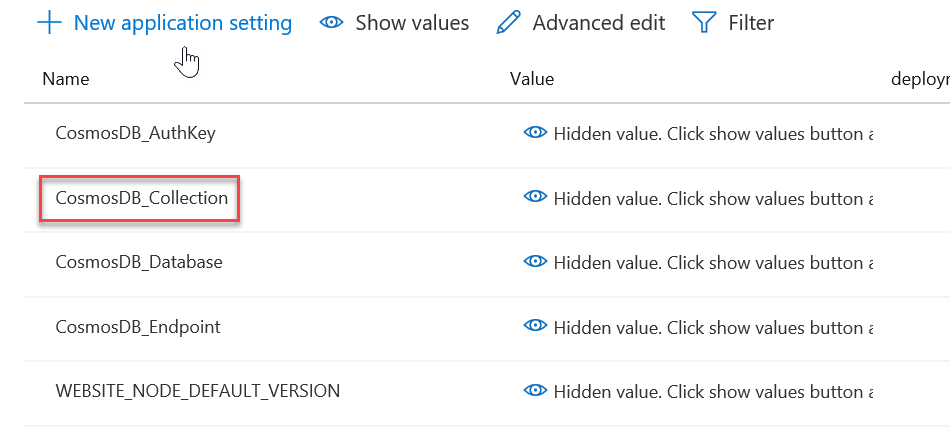 New application setting Show values Advanced edit Filter
Name Value
CosmosDB_AuthKey Hidden value. Click show values button
CosmosDB_Collection Hidden value. Click show values button
CosmosDB_Database Hidden value. Click show values button
CosmosDB_Endpoint Hidden value. Click show values button
WEBSITE_NODE_DEFAULT_VERSION Hidden value. Click show values button